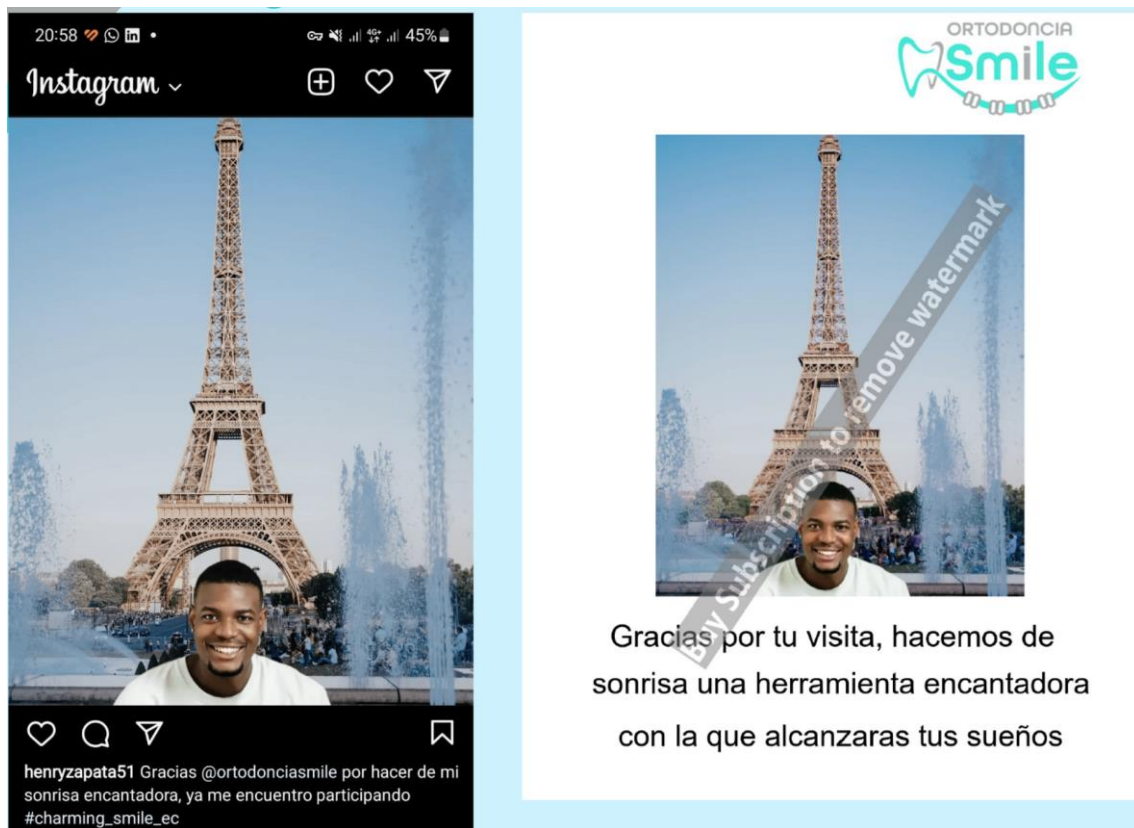 20:58
4G+
45%
Instagram
henryzapata51 Gracias @ortodonciasmile por hacer de mi
sonrisa encantadora, ya me encuentro participando
#charming_smile_ec
ORTODONCIA
Smile
Buy Subscription to remove watermark
Gracias por tu visita, hacemos de
sonrisa una herramienta encantadora
con la que alcanzaras tus sueños